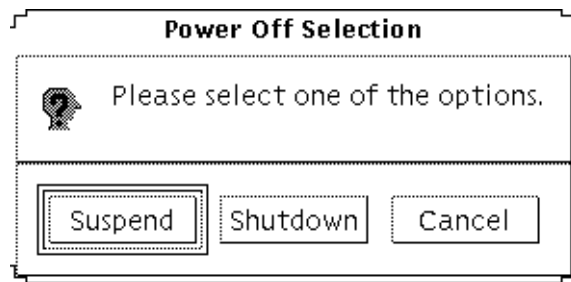 Power Off Selection
Please select one of the options.
Suspend Shutdown Cancel